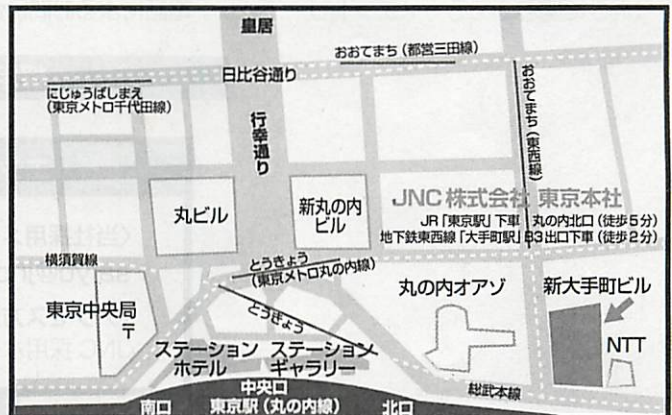 皇居
おおてまち(都営三田線)
日比谷通り
にじゅうばしまえ
(東京メトロ千代田線)
おおてまち(東西線)
行幸通り
JNC株式会社 東京本社
丸ビル
新丸の内
ビル
JR「東京駅」下車 丸の内北口(徒歩5分)
地下鉄東西線「大手町駅」B3出口下車(徒歩2分)
横須賀線
とうきょう
(東京メトロ丸の内線)
東京中央局
〒
とうきょう
丸の内オアゾ
新大手町ビル
NTT
ステーション
ホテル
ステーション
ギャラリー
総武本線
中央口
南口
東京駅(丸の内線)
北口